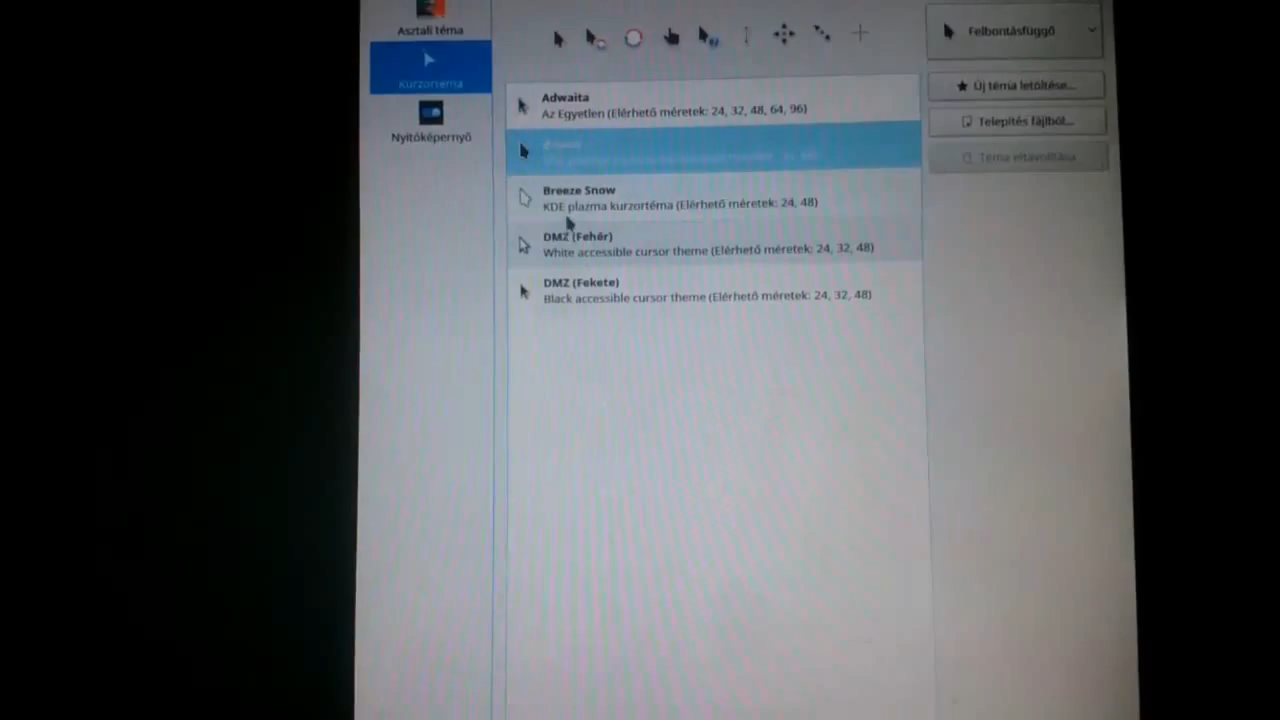 Asztali téma
Kurzortéma
Nyitóképernyő
Felbontásfüggő
Új téma letöltése...
Telepítés fájlból...
Téma eltávolítása
Adwaita
Az Egyetlen (Elérhető méretek: 24, 32, 48, 64, 96)
Breeze Snow
KDE plazma kurzortéma (Elérhető méretek: 24, 48)
DMZ (Fehér)
White accessible cursor theme (Elérhető méretek: 24, 32, 48)
DMZ (Fekete)
Black accessible cursor theme (Elérhető méretek: 24, 32, 48)